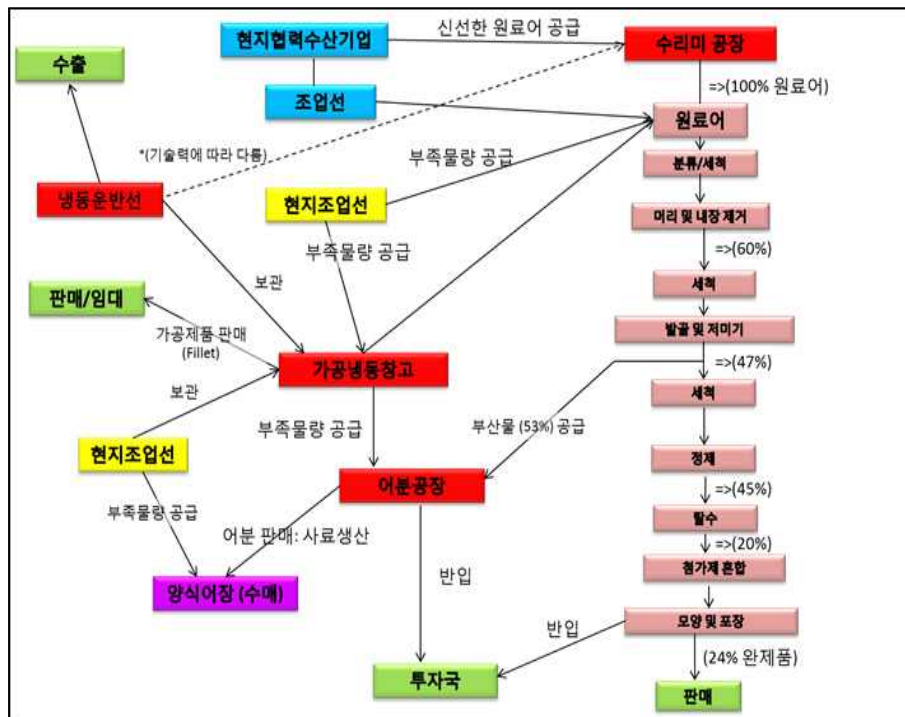 현지협력수산기업
신선한 원료어 공급
수리미 공장
수출
=>(100% 원료어)
조업선
원료어
*(기술력에 따라 다름)
부족물량 공급
분류/세척
냉동운반선
현지조업선
머리 및 내장 제거
부족물량 공급
=>(60%)
보관
세척
판매/임대
가공제품 판매
(Fillet)
발골 및 저미기
=>(47%)
가공냉동창고
세척
보관
부족물량 공급
부산물 (53%) 공급
현지조업선
정제
어분공장
=>(45%)
부족물량 공급
탈수
어분 판매: 사료생산
=>(20%)
첨가제 혼합
양식어장 (수매)
반입
모양 및 포장
반입
(24% 완제품)
투자국
판매